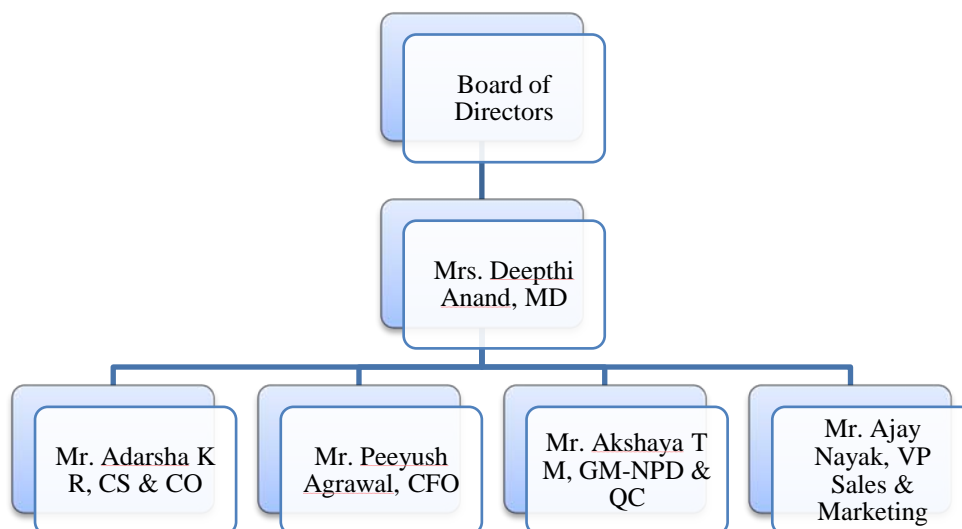 Board of
Directors
Mrs. Deepthi
Anand, MD
Mr. Adarsha K
R, CS & CO
Mr. Peeyush
Agrawal, CFO
Mr. Akshaya T
M, GM-NPD &
QC
Mr. Ajay
Nayak, VP
Sales &
Marketing